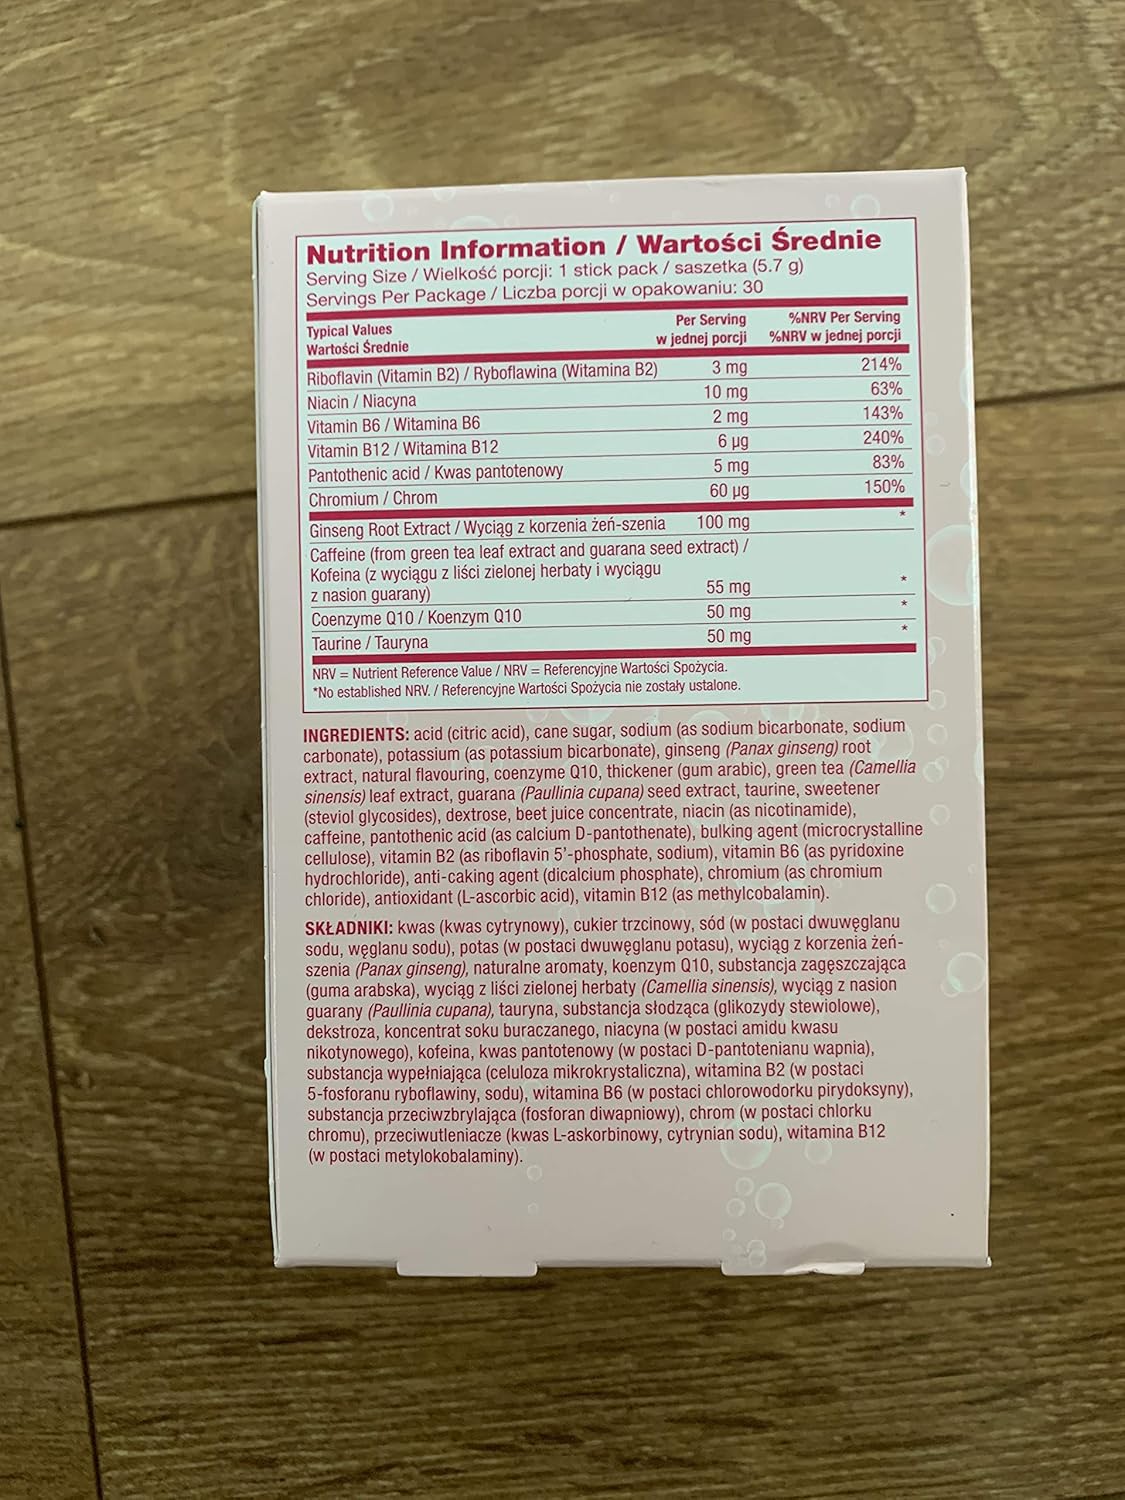 Nutrition Information / Wartości Średnie
Serving Size / Wielkość porcji: 1 stick pack / saszetka (5.7 g)
Servings Per Package / Liczba porcji w opakowaniu: 30
Typical Values Per Serving %NRV Per Serving
Wartości Średnie w jednej porcji %NRV w jednej porcji
Riboflavin (Vitamin B2) / Ryboflawina (Witamina B2) 3 mg 214%
Niacin / Niacyna 10 mg 63%
Vitamin B6 / Witamina B6 2 mg 143%
Vitamin B12 / Witamina B12 6 µg 240%
Pantothenic acid / Kwas pantotenowy 5 mg 83%
Chromium / Chrom 60 µg 150%
Ginseng Root Extract / Wyciąg z korzenia żeń-szenia 100 mg *
Caffeine (from green tea leaf extract and guarana seed extract) /
Kofeina (z wyciągu z liści zielonej herbaty i wyciągu
z nasion guarany) 55 mg *
Coenzyme Q10 / Koenzym Q10 50 mg *
Taurine / Tauryna 50 mg *
NRV = Nutrient Reference Value / NRV = Referencyjne Wartości Spożycia.
*No established NRV. / Referencyjne Wartości Spożycia nie zostały ustalone.
INGREDIENTS: acid (citric acid), cane sugar, sodium (as sodium bicarbonate, sodium
carbonate), potassium (as potassium bicarbonate), ginseng (Panax ginseng) root
extract, natural flavouring, coenzyme Q10, thickener (gum arabic), green tea (Camellia
sinensis) leaf extract, guarana (Paullinia cupana) seed extract, taurine, sweetener
(steviol glycosides), dextrose, beet juice concentrate, niacin (as nicotinamide),
caffeine, pantothenic acid (as calcium D-pantothenate), bulking agent (microcrystalline
cellulose), vitamin B2 (as riboflavin 5'-phosphate, sodium), vitamin B6 (as pyridoxine
hydrochloride), anti-caking agent (dicalcium phosphate), chromium (as chromium
chloride), antioxidant (L-ascorbic acid), vitamin B12 (as methylcobalamin).
SKŁADNIKI: kwas (kwas cytrynowy), cukier trzcinowy, sód (w postaci dwuwęglanu
sodu, węglanu sodu), potas (w postaci dwuwęglanu potasu), wyciąg z korzenia żeń-
szenia (Panax ginseng), naturalne aromaty, koenzym Q10, substancja zagęszczająca
(guma arabska), wyciąg z liści zielonej herbaty (Camellia sinensis), wyciąg z nasion
guarany (Paullinia cupana), tauryna, substancja słodząca (glikozydy stewiolowe),
dekstroza, koncentrat soku buraczanego, niacyna (w postaci amidu kwasu
nikotynowego), kofeina, kwas pantotenowy (w postaci D-pantotenianu wapnia),
substancja wypełniająca (celuloza mikrokrystaliczna), witamina B2 (w postaci
5-fosforanu ryboflawiny, sodu), witamina B6 (w postaci chlorowodorku pirydoksyny),
substancja przeciwzbrylająca (fosforan diwapniowy), chrom (w postaci chlorku
chromu), przeciwutleniacze (kwas L-askorbinowy, cytrynian sodu), witamina B12
(w postaci metylokobalaminy).